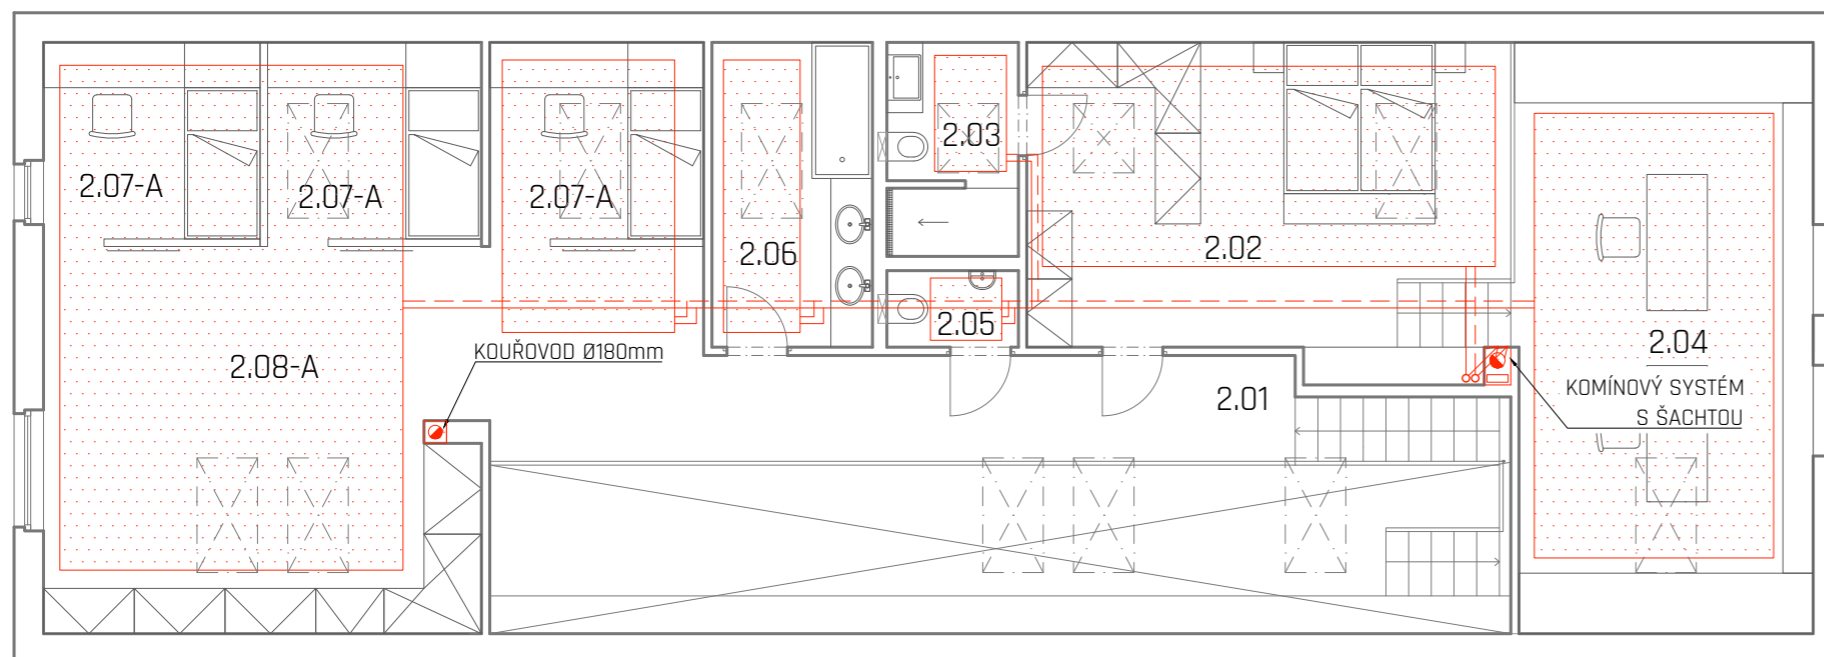 2.07-A
2.07-A
2.07-A
2.06
2.03
2.02
2.05
2.04
2.08-A
2.01
KOUŘOVOD Ø180mm
KOMÍNOVÝ SYSTÉM
S ŠACHTOU